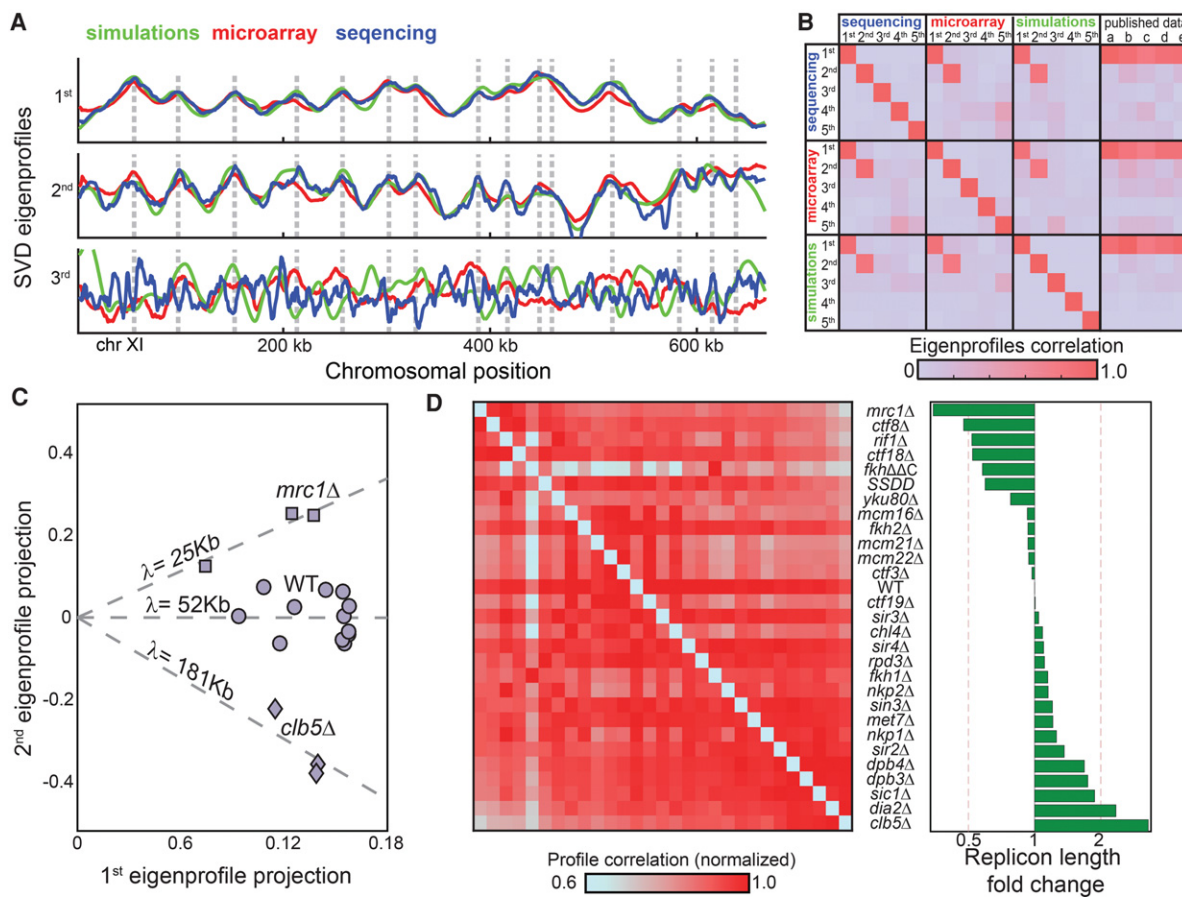 A
simulations microarray seqencing
SVD eigenprofiles
1st
2nd
3rd
chr XI 200 kb 400 kb 600 kb
Chromosomal position
B
sequencing microarray simulations published data
1st 2nd 3rd 4th 5th 1st 2nd 3rd 4th 5th 1st 2nd 3rd 4th 5th a b c d e
sequencing
1st
2nd
3rd
4th
5th
microarray
1st
2nd
3rd
4th
5th
simulations
1st
2nd
3rd
4th
5th
Eigenprofiles correlation
0 1.0
C
2nd eigenprofile projection
0.4
0.2
0
-0.2
-0.4
mrc1Δ
λ= 25Kb
WT
λ= 52Kb
λ= 181Kb
clb5Δ
0 0.6 0.12 0.18
1st eigenprofile projection
D
Profile correlation (normalized)
0.6 1.0
mrc1Δ
ctf8Δ
rif1Δ
ctf18Δ
fkhΔΔC
SSDD
yku80Δ
mcm16Δ
fkh2Δ
mcm21Δ
mcm22Δ
ctf3Δ
WT
ctf19Δ
sir3Δ
chl4Δ
sir4Δ
rpd3Δ
fkh1Δ
nkp2Δ
sin3Δ
met7Δ
nkp1Δ
sir2Δ
dpb4Δ
dpb3Δ
sic1Δ
dia2Δ
clb5Δ
0.5 1 2
Replicon length
fold change